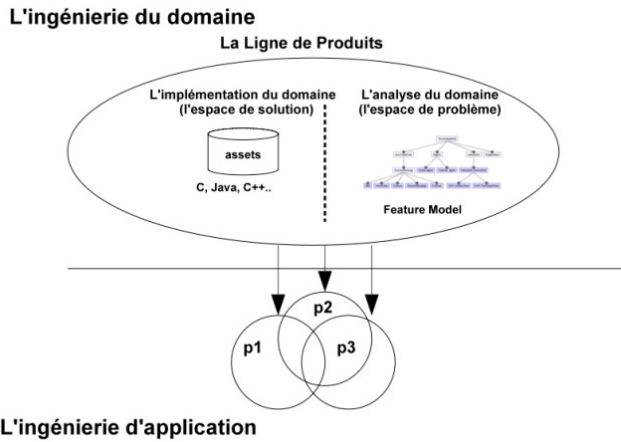 L'ingénierie du domaine
La Ligne de Produits
L'implémentation du domaine
(l'espace de solution)
L'analyse du domaine
(l'espace de problème)
assets
C, Java, C++..
Feature Model
p2
p1
p3
L'ingénierie d'application